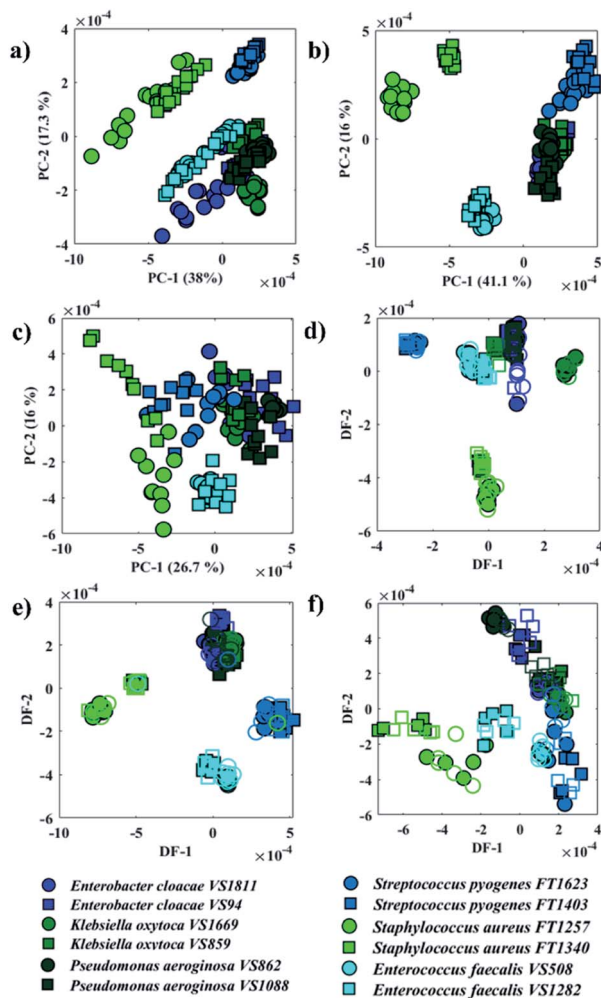 a)
×10⁻⁴
4
2
0
-2
-4
PC-2 (17.3 %)
-10 -5 0 5
PC-1 (38%)
×10⁻⁴
b)
×10⁻⁴
5
0
-5
PC-2 (16 %)
-10 -5 0 5
PC-1 (41.1 %)
×10⁻⁴
c)
×10⁻⁴
6
4
2
0
-2
-4
-6
PC-2 (16 %)
-10 -5 0 5
PC-1 (26.7 %)
×10⁻⁴
d)
×10⁻⁴
2
0
-2
-4
-6
DF-2
-4 -2 0 2 4
DF-1
×10⁻⁴
e)
×10⁻⁴
4
2
0
-2
-4
-6
DF-2
-10 -5 0 5
DF-1
×10⁻⁴
f)
×10⁻⁴
6
4
2
0
-2
-4
-6
DF-2
-6 -4 -2 0 2 4
DF-1
×10⁻⁴
Enterobacter cloacae VS1811
Enterobacter cloacae VS94
Klebsiella oxytoca VS1669
Klebsiella oxytoca VS859
Pseudomonas aeroginosa VS862
Pseudomonas aeroginosa VS1088
Streptococcus pyogenes FT1623
Streptococcus pyogenes FT1403
Staphylococcus aureus FT1257
Staphylococcus aureus FT1340
Enterococcus faecalis VS508
Enterococcus faecalis VS1282